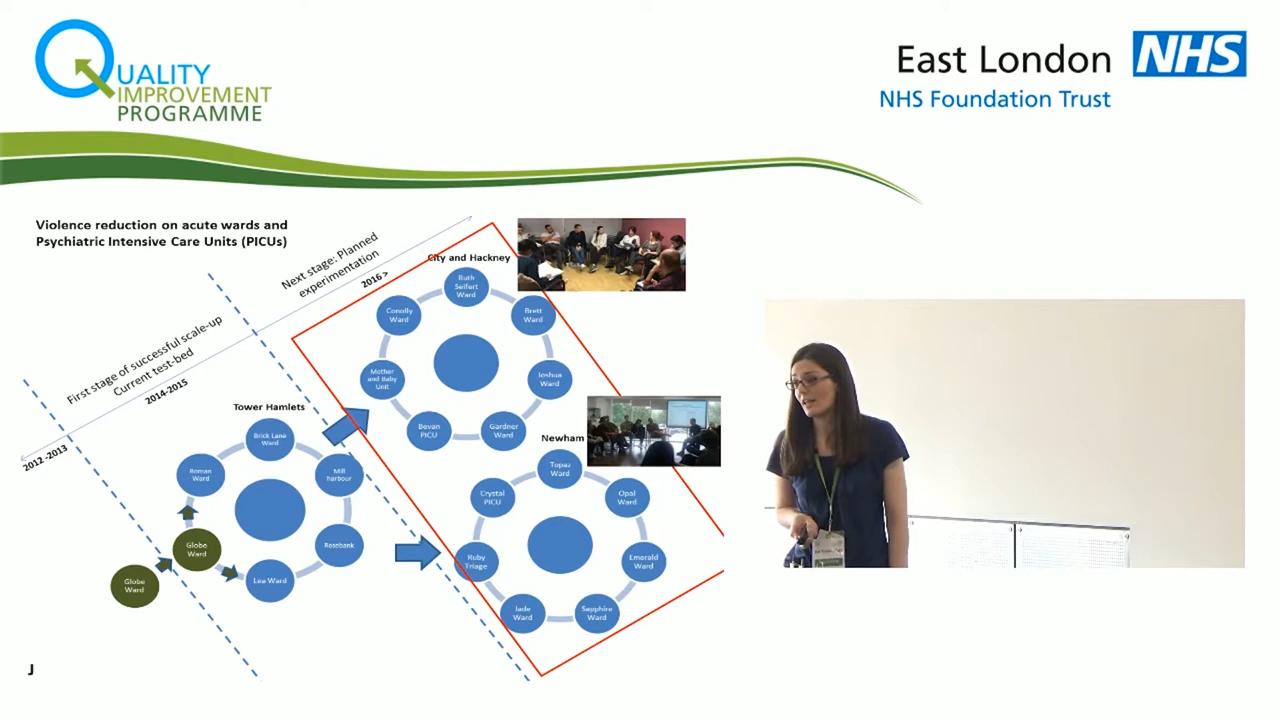 QUALITY
IMPROVEMENT
PROGRAMME
East London NHS
NHS Foundation Trust
Violence reduction on acute wards and
Psychiatric Intensive Care Units (PICUs)
Next stage: Planned
experimentation
2016 >
First stage of successful scale-up
Current test-bed
2014-2015
2012 -2013
City and Hackney
Ruth
Seifert
Ward
Brett
Ward
Joshua
Ward
Gardner
Ward
Bevan
PICU
Mother
and Baby
Unit
Conolly
Ward
Tower Hamlets
Brick Lane
Ward
Mill
harbour
Rosebank
Lea Ward
Globe
Ward
Roman
Ward
Globe
Ward
Newham
Topaz
Ward
Opal
Ward
Emerald
Ward
Sapphire
Ward
Jade
Ward
Ruby
Triage
Crystal
PICU
J